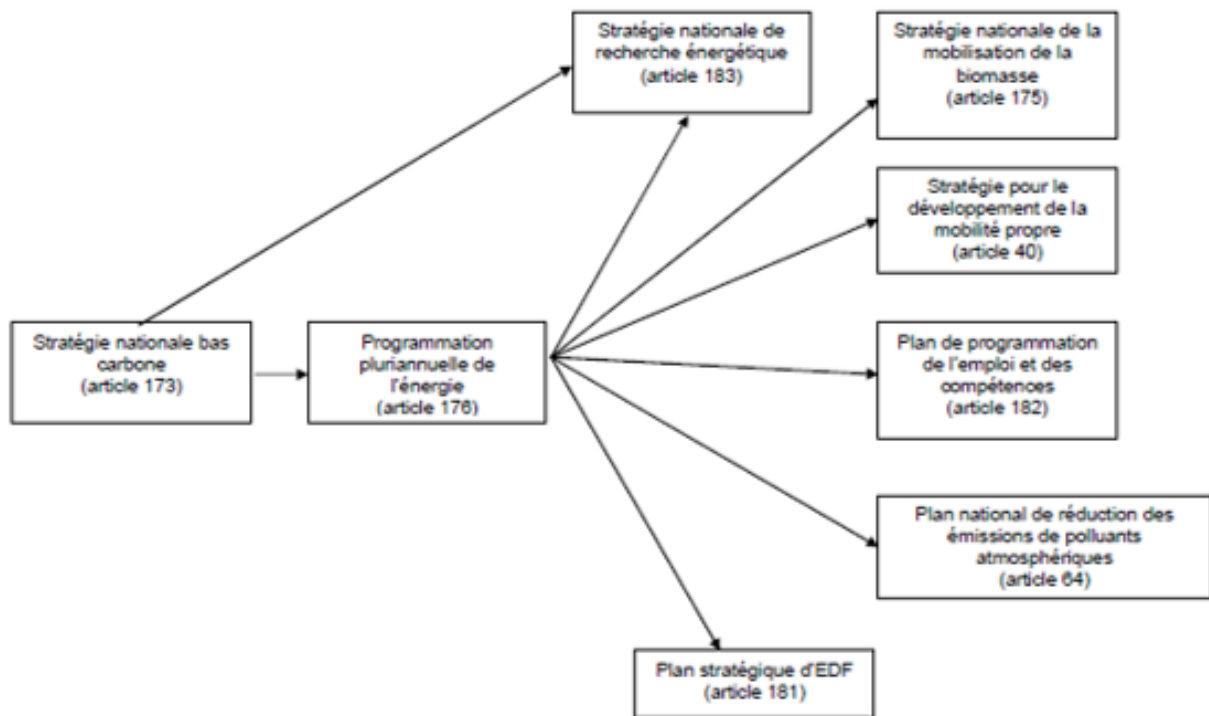 Stratégie nationale de
recherche énergétique
(article 183)
Stratégie nationale de la
mobilisation de la
biomasse
(article 175)
Stratégie pour le
développement de la
mobilité propre
(article 40)
Stratégie nationale bas
carbone
(article 173)
Programmation
pluriannuelle de
l'énergie
(article 176)
Plan de programmation
de l'emploi et des
compétences
(article 182)
Plan national de réduction des
émissions de polluants
atmosphériques
(article 64)
Plan stratégique d'EDF
(article 181)